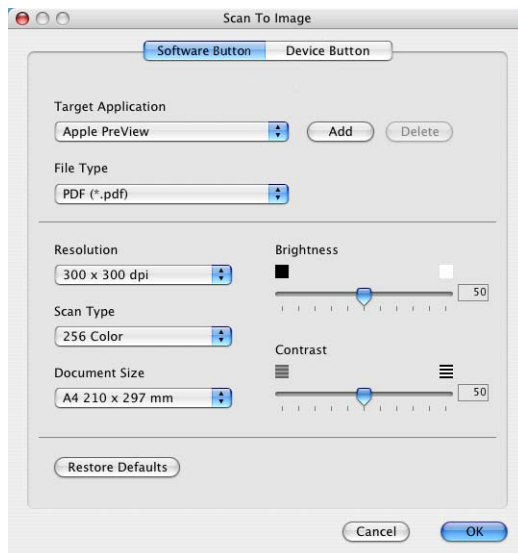 Scan To Image
Software Button Device Button
Target Application
Apple PreView Add Delete
File Type
PDF (*.pdf)
Resolution Brightness
300 x 300 dpi
50
Scan Type
256 Color
Contrast
Document Size
A4 210 x 297 mm 50
Restore Defaults
Cancel OK